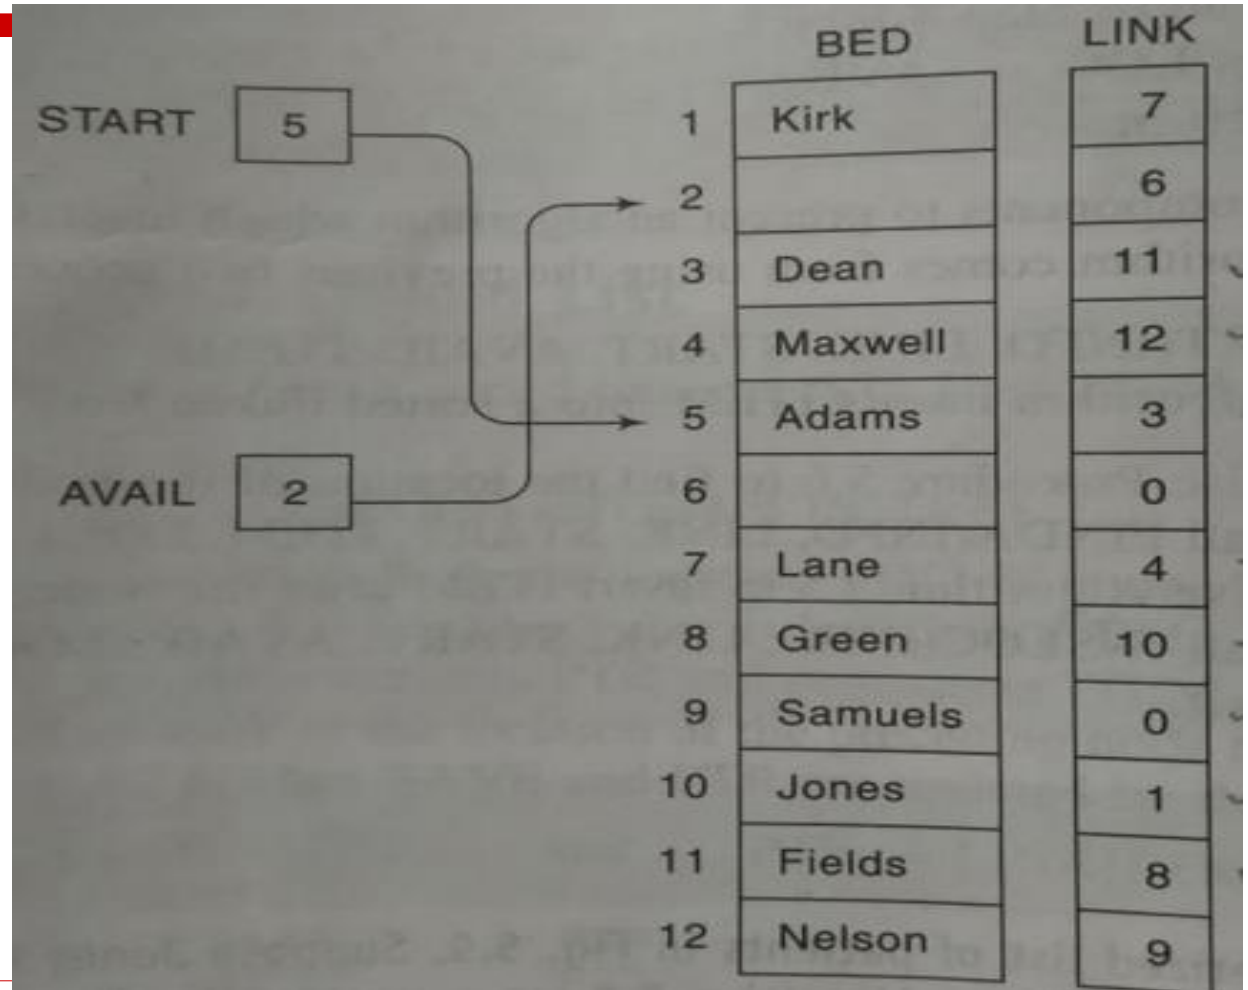 BED LINK
START 5
1 Kirk 7
2 6
3 Dean 11
4 Maxwell 12
5 Adams 3
AVAIL 2
6 0
7 Lane 4
8 Green 10
9 Samuels 0
10 Jones 1
11 Fields 8
12 Nelson 9